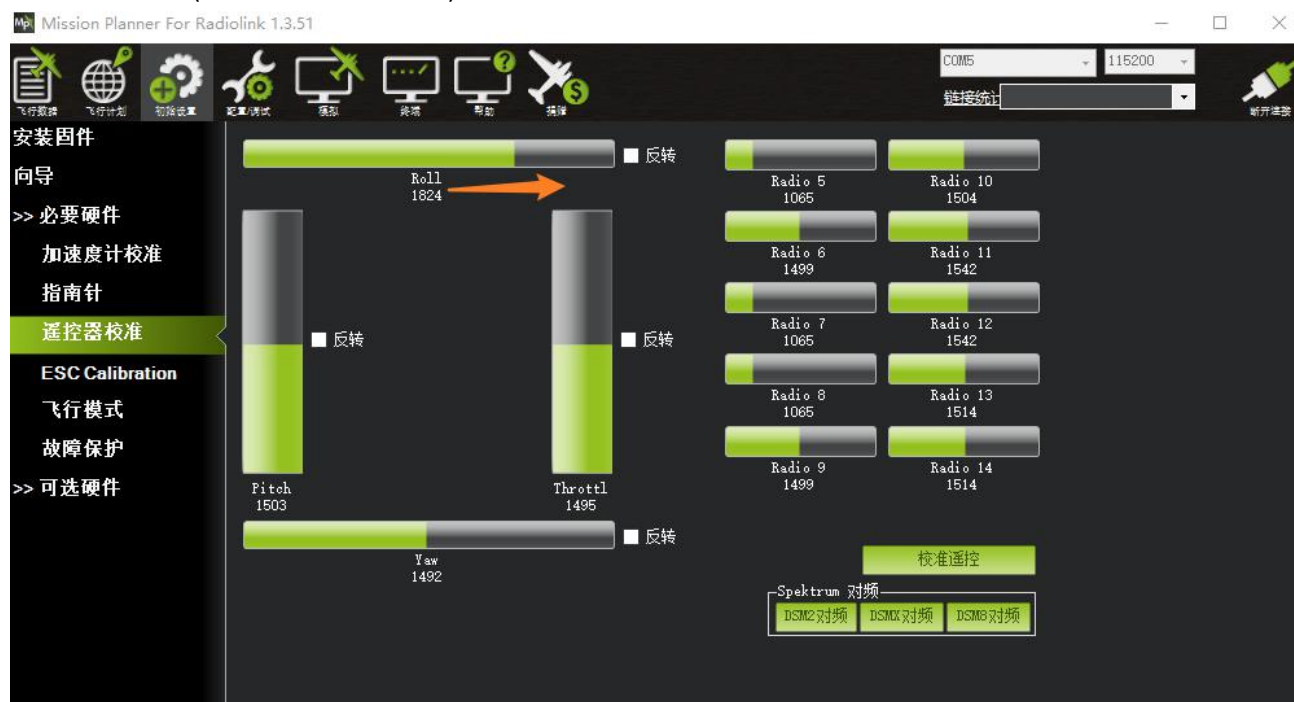 Mission Planner For Radiolink 1.3.51
飞行数据 飞行计划 初始设置 配置/调试 模拟 终端 帮助 捐赠
COM5 115200
链接统计
断开连接
安装固件
向导
>> 必要硬件
加速度计校准
指南针
遥控器校准
ESC Calibration
飞行模式
故障保护
>> 可选硬件
反转
Roll
1824
反转
反转
Pitch
1503
Throttl
1495
反转
Yaw
1492
Radio 5
1065
Radio 10
1504
Radio 6
1499
Radio 11
1542
Radio 7
1065
Radio 12
1542
Radio 8
1065
Radio 13
1514
Radio 9
1499
Radio 14
1514
校准遥控
Spektrum 对频
DSM2对频 DSMX对频 DSM8对频